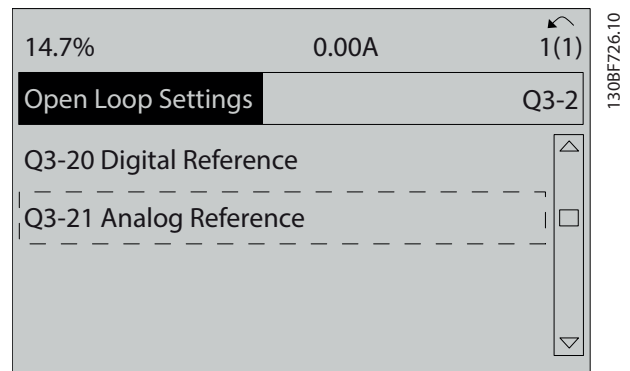 14.7% 0.00A 1(1)
Open Loop Settings Q3-2
Q3-20 Digital Reference
Q3-21 Analog Reference
130BF726.10